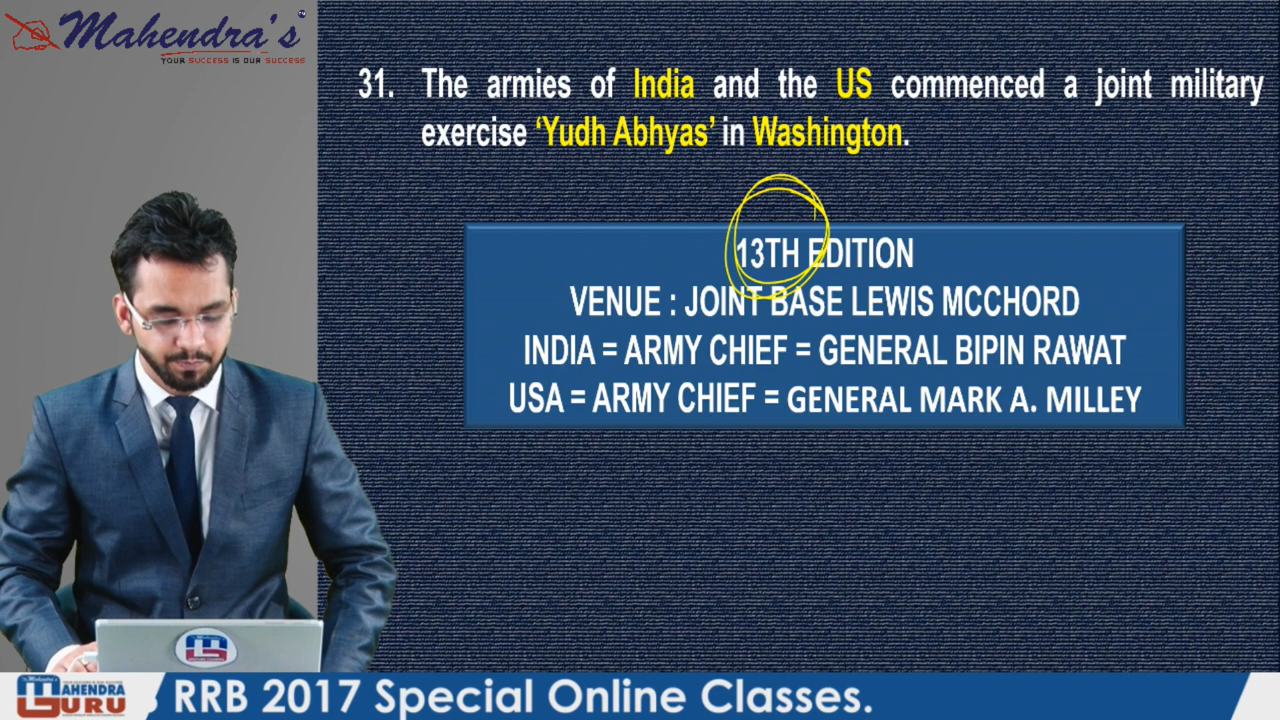 Mahendra's
YOUR SUCCESS IS OUR SUCCESS
31. The armies of India and the US commenced a joint military
exercise ‘Yudh Abhyas’ in Washington.
13TH EDITION
VENUE : JOINT BASE LEWIS MCCHORD
INDIA = ARMY CHIEF = GENERAL BIPIN RAWAT
USA = ARMY CHIEF = GENERAL MARK A. MILLEY
MAHENDRA
GURU
RRB 2017 Special Online Classes.